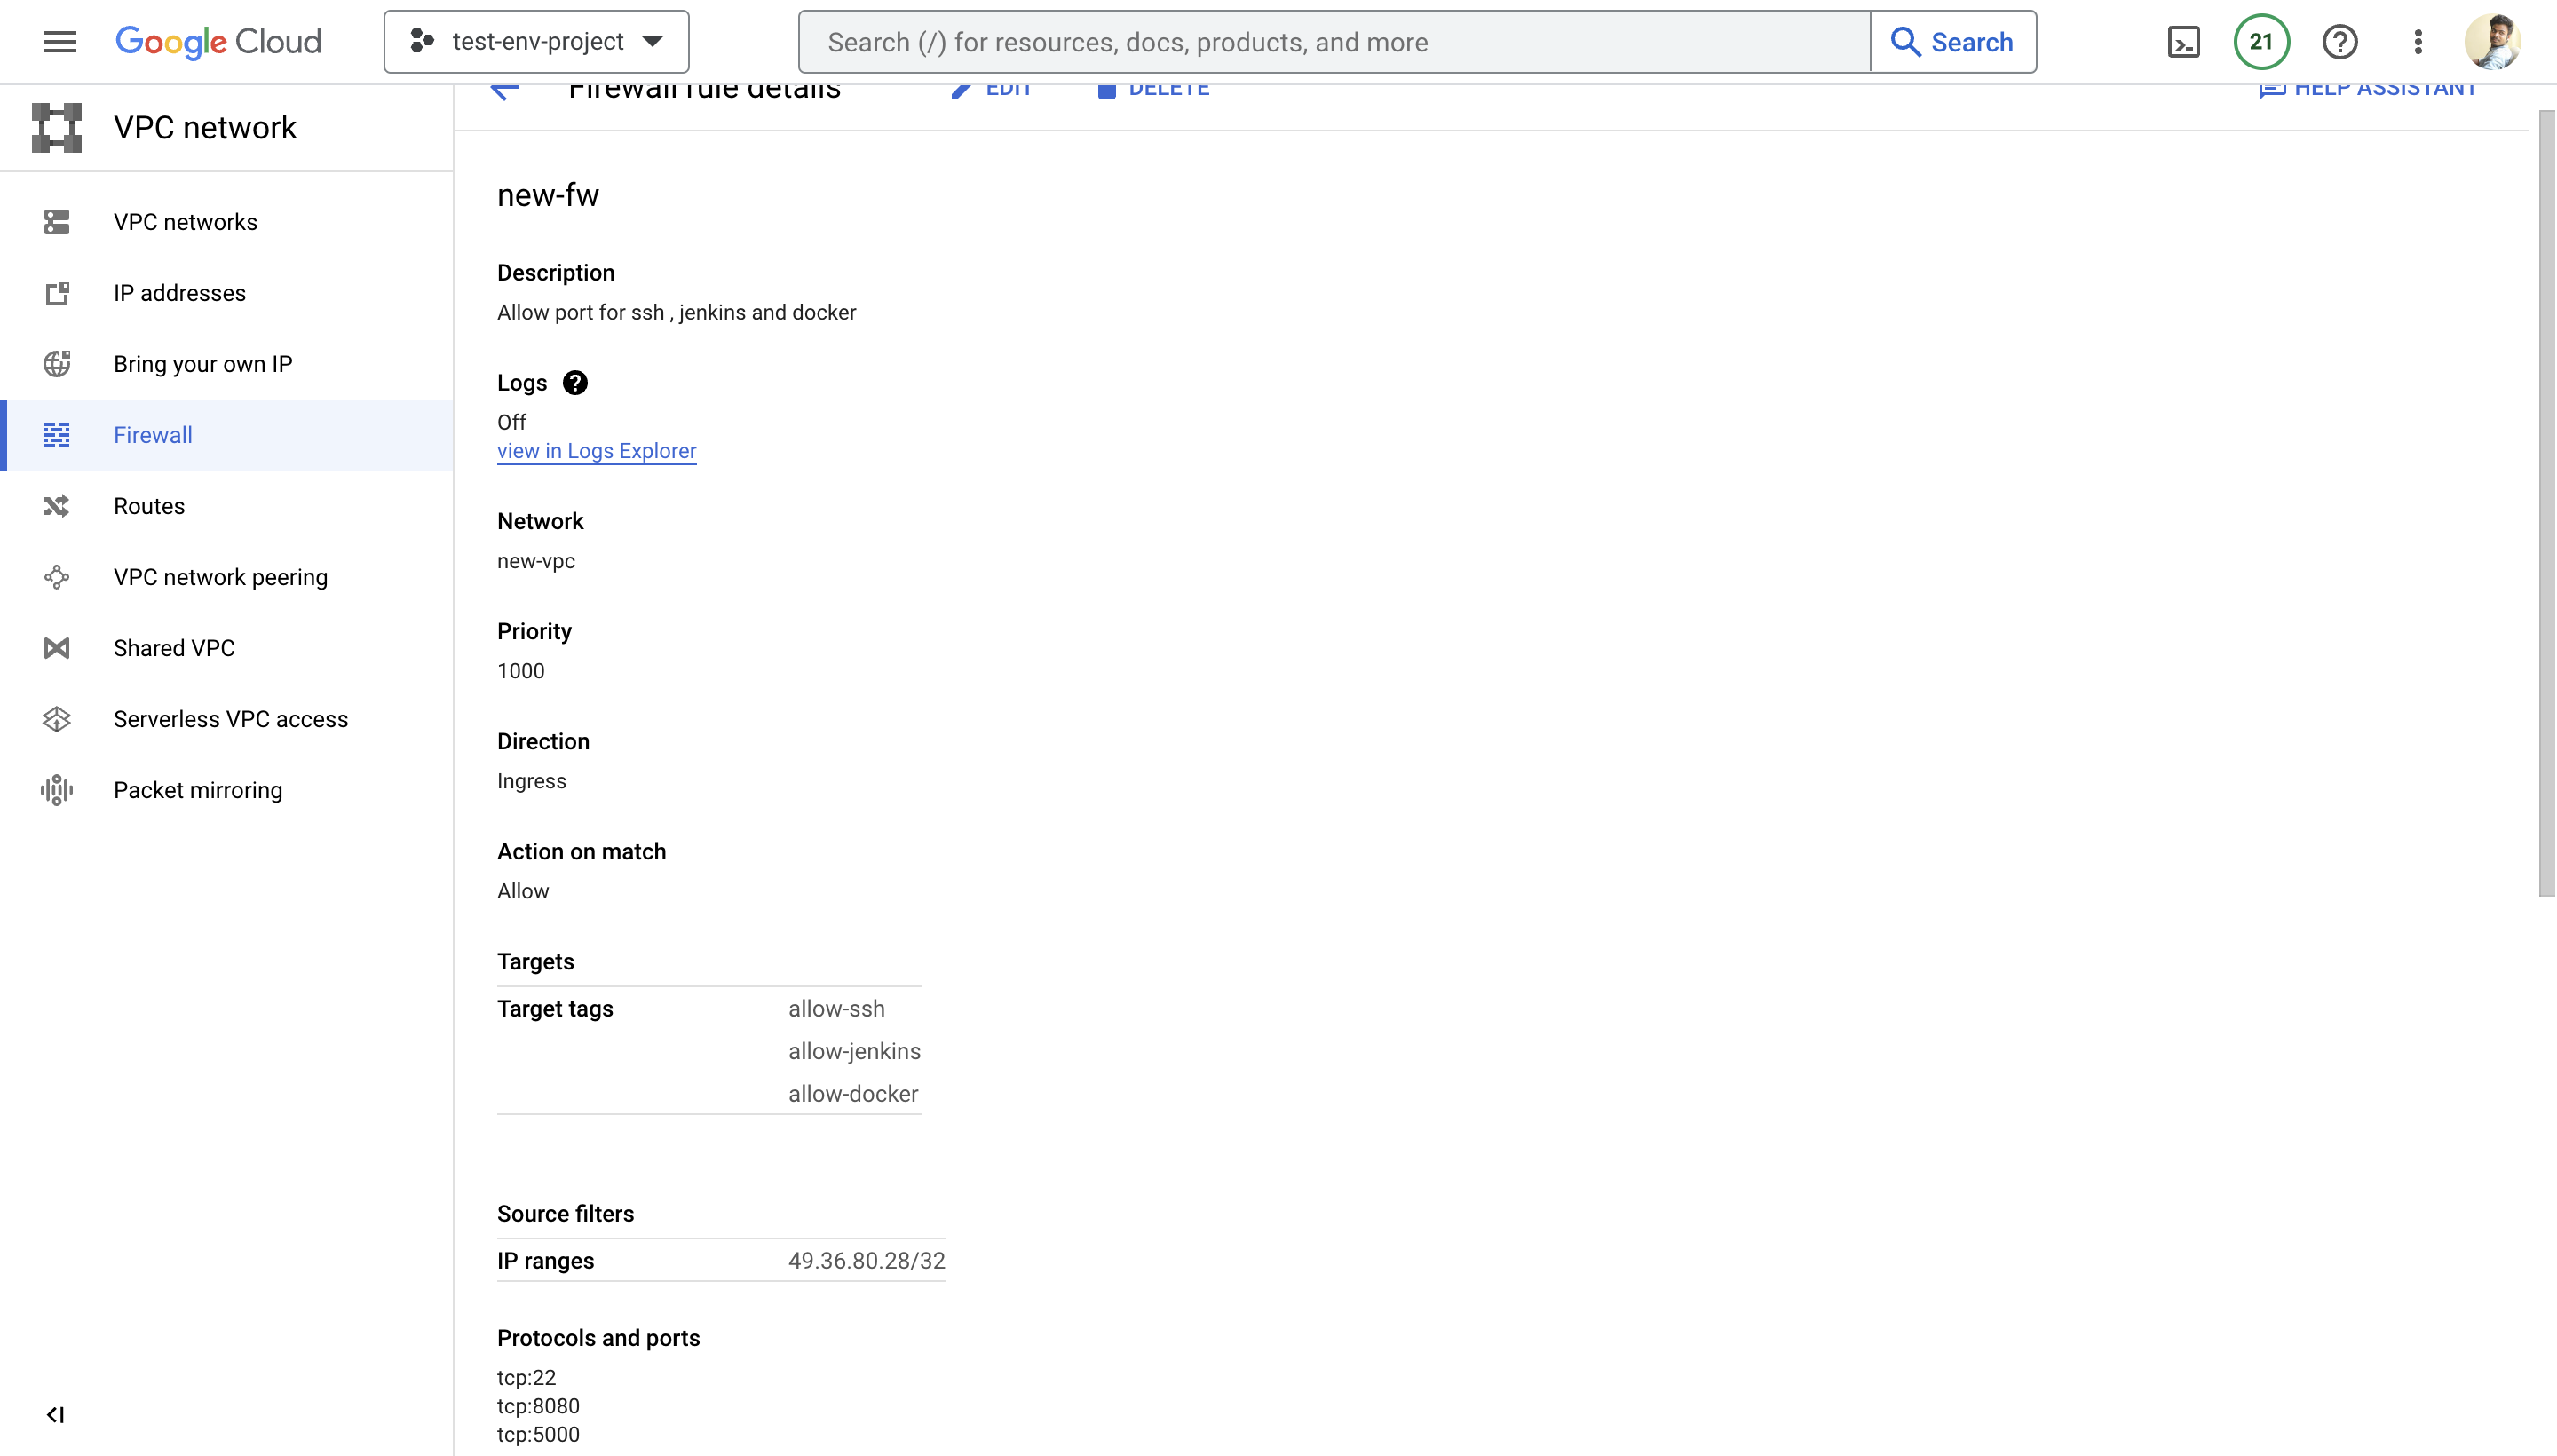 Google Cloud
test-env-project
Search (/) for resources, docs, products, and more
Search
21
Firewall rule details
EDIT
DELETE
HELP ASSISTANT
VPC network
VPC networks
IP addresses
Bring your own IP
Firewall
Routes
VPC network peering
Shared VPC
Serverless VPC access
Packet mirroring
new-fw
Description
Allow port for ssh , jenkins and docker
Logs
Off
view in Logs Explorer
Network
new-vpc
Priority
1000
Direction
Ingress
Action on match
Allow
Targets
Target tags allow-ssh
allow-jenkins
allow-docker
Source filters
IP ranges 49.36.80.28/32
Protocols and ports
tcp:22
tcp:8080
tcp:5000